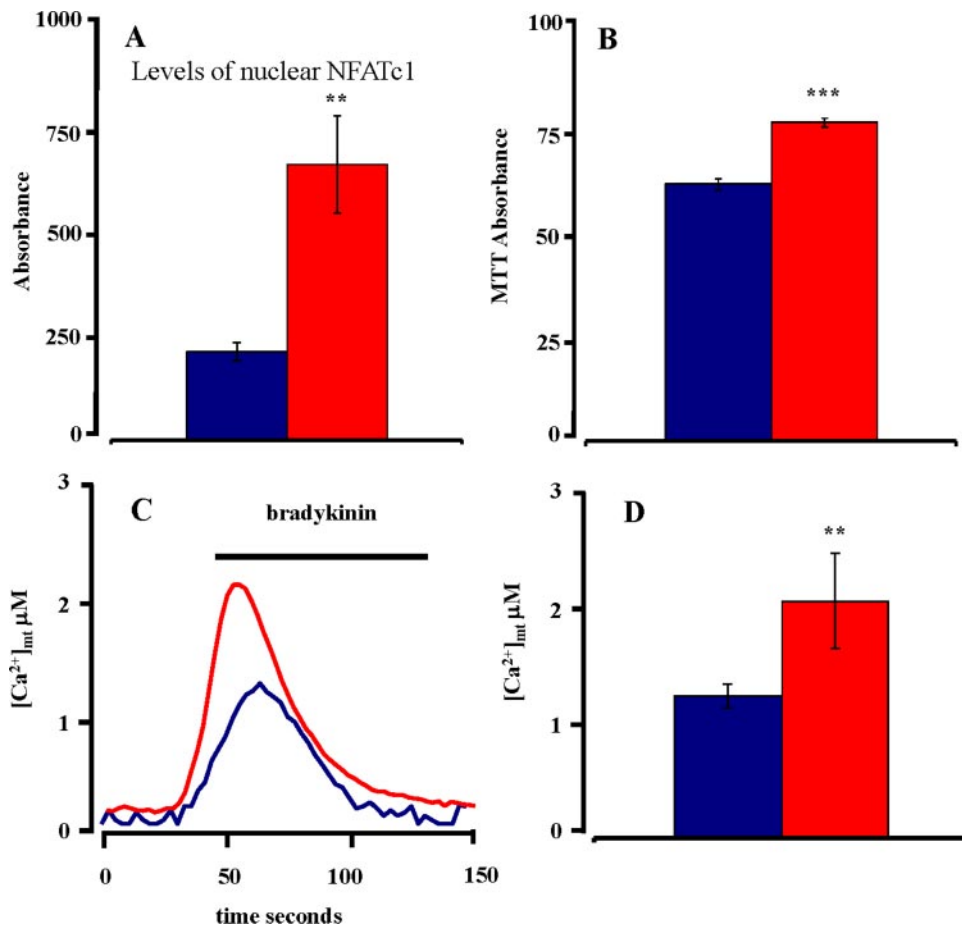 A
Levels of nuclear NFATc1
**
Absorbance
1000
750
500
250
0
B
***
MTT Absorbance
100
75
50
25
0
C
bradykinin
[Ca²⁺]mt μM
3
2
1
0
0 50 100 150
time seconds
D
**
[Ca²⁺]mt μM
3
2
1
0